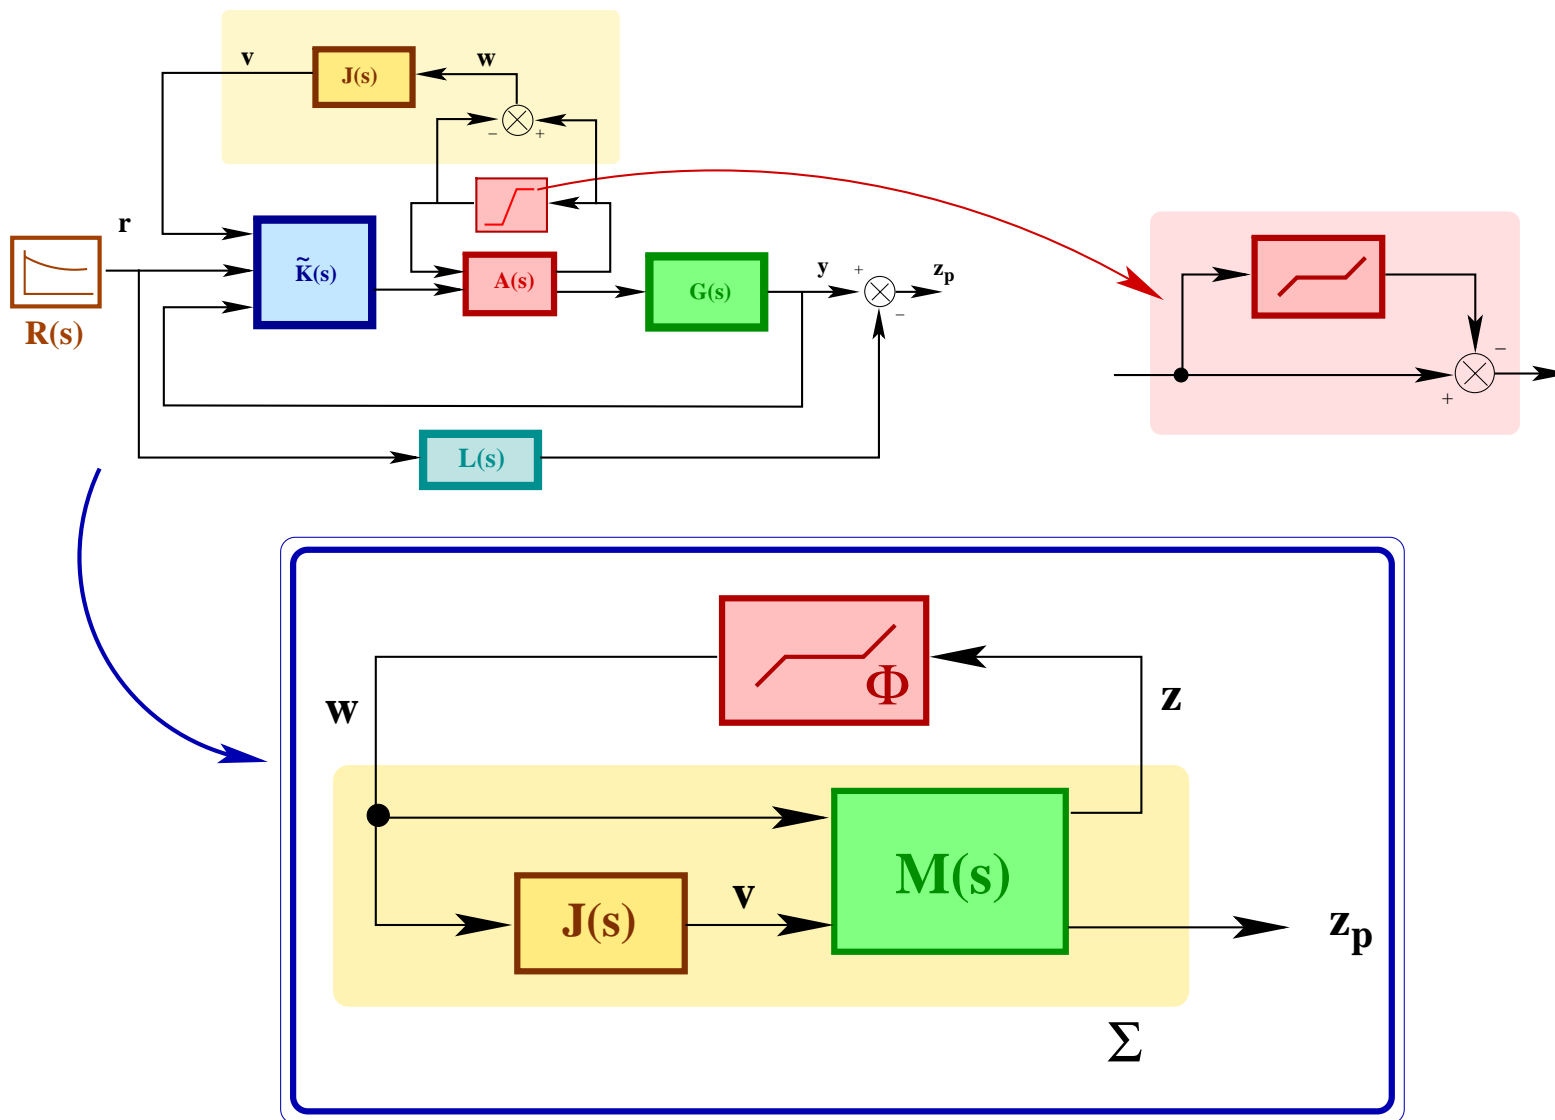 v
J(s)
w
− +
r
R(s)
K̃(s)
A(s)
G(s)
y
+
−
z_p
L(s)
−
+
w
Φ
z
J(s)
v
M(s)
z_p
Σ